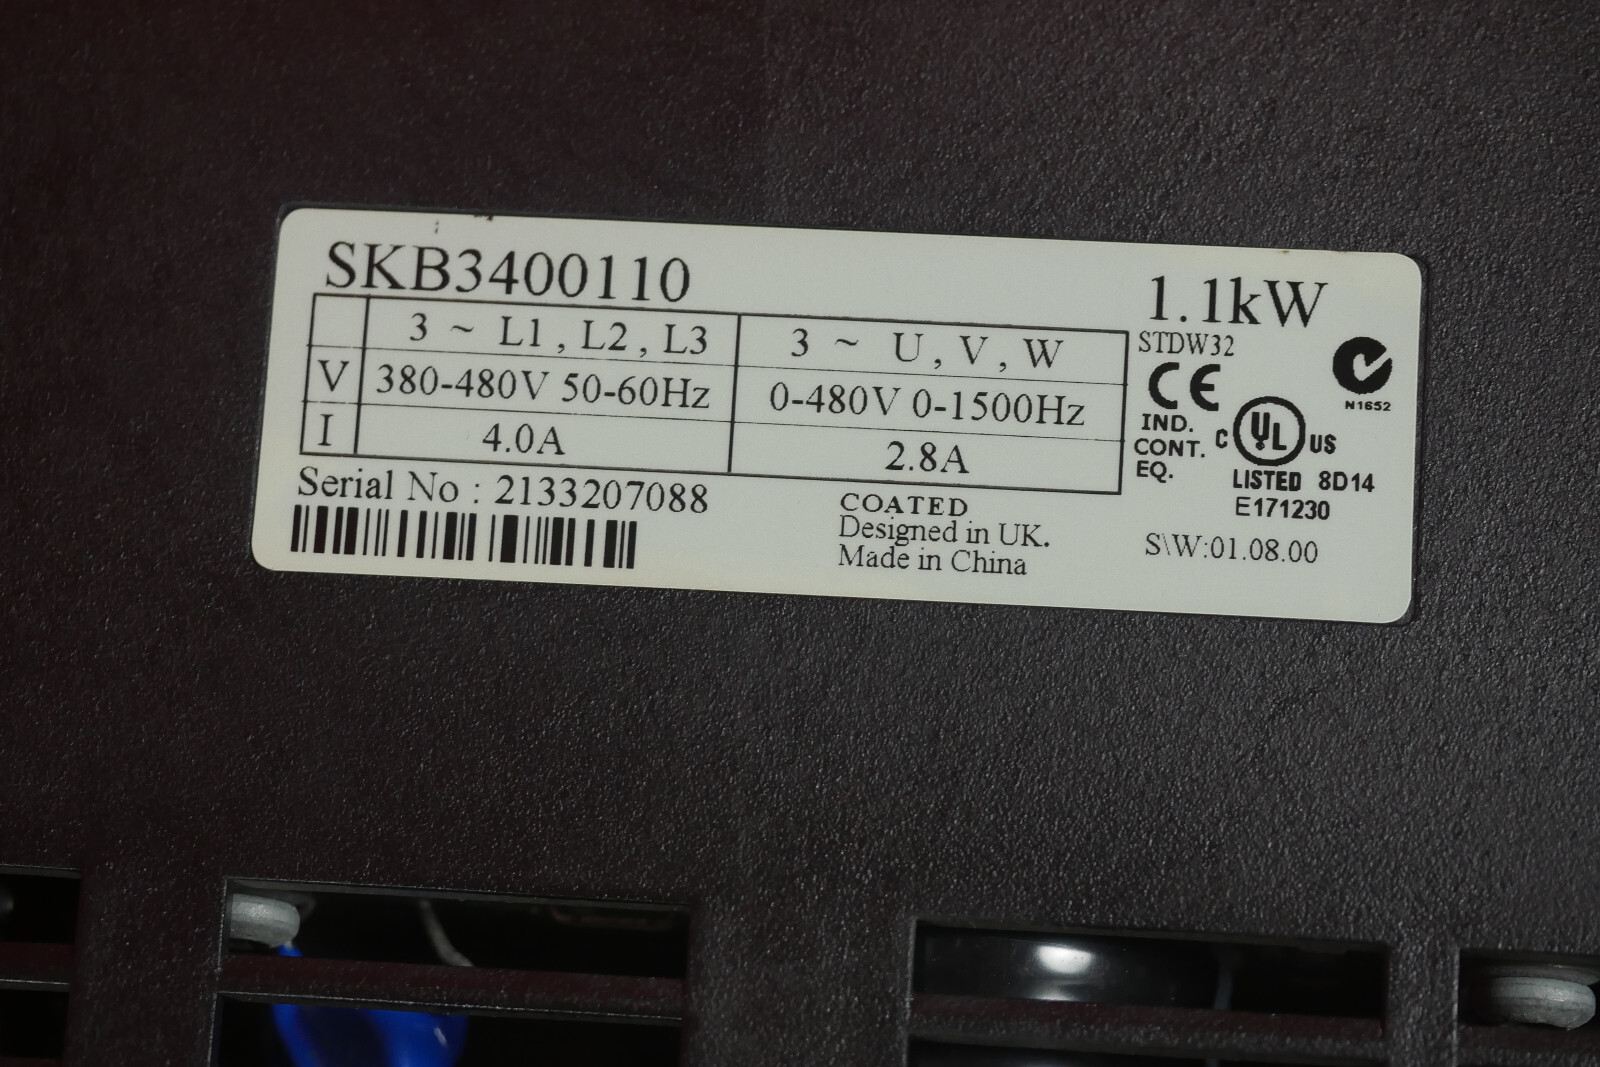 SKB3400110
1.1kW
3 ~ L1 , L2 , L3
3 ~ U , V , W
STDW32
V
380-480V 50-60Hz
0-480V 0-1500Hz
CE
N1652
I
4.0A
2.8A
IND.
CONT.
EQ.
C UL US
LISTED 8D14
E171230
Serial No : 2133207088
COATED
Designed in UK.
Made in China
S\W:01.08.00